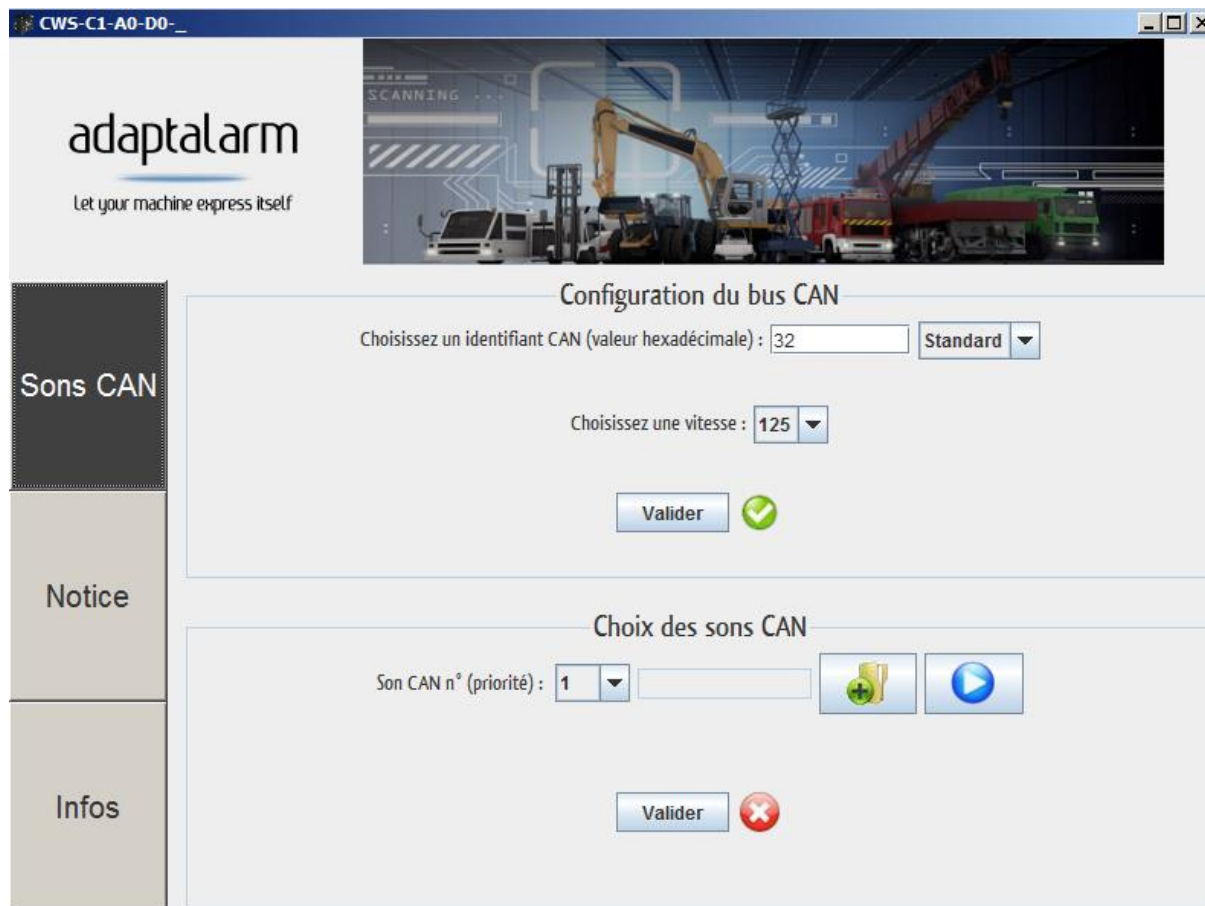 CWS-C1-A0-D0-_
SCANNING ...
adaptalarm
Let your machine express itself
Configuration du bus CAN
Choisissez un identifiant CAN (valeur hexadécimale) : 32 Standard
Sons CAN
Choisissez une vitesse : 125
Valider
Notice
Choix des sons CAN
Son CAN n° (priorité) : 1
Infos
Valider